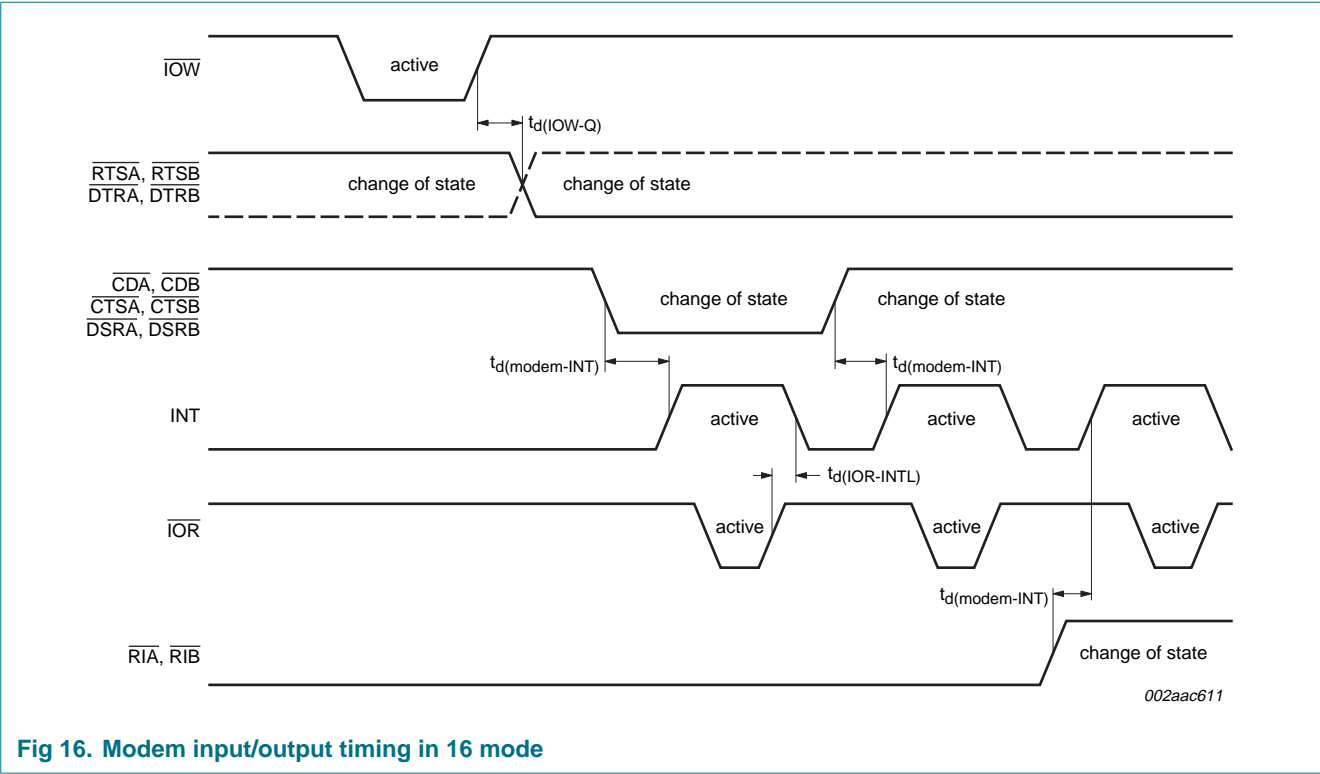 IOW
active
td(IOW-Q)
RTSA, RTSB
DTRA, DTRB
change of state
change of state
CDA, CDB
CTSA, CTSB
DSRA, DSRB
change of state
change of state
td(modem-INT)
td(modem-INT)
INT
active
active
active
td(IOR-INTL)
IOR
active
active
active
td(modem-INT)
RIA, RIB
change of state
002aac611
Fig 16. Modem input/output timing in 16 mode